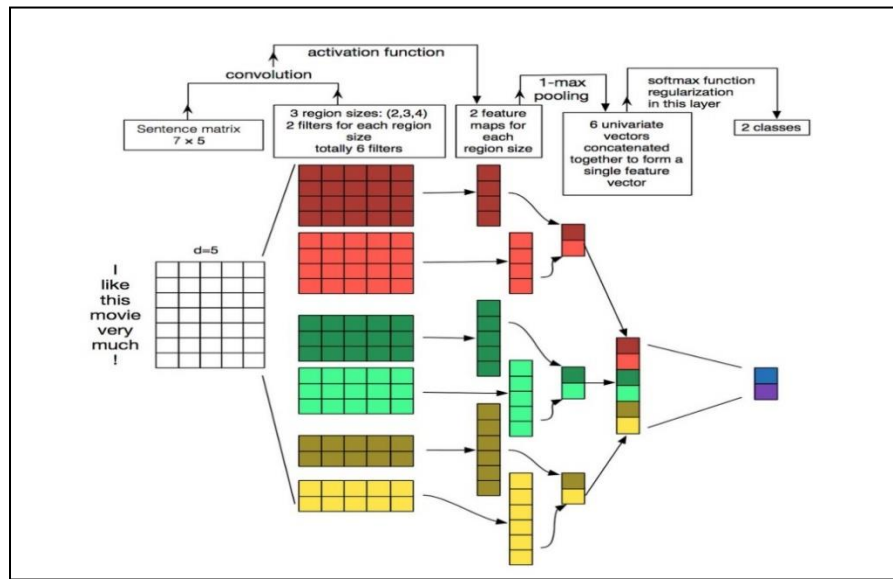 activation function
convolution
1-max
pooling
softmax function
regularization
in this layer
Sentence matrix
7 × 5
3 region sizes: (2,3,4)
2 filters for each region
size
totally 6 filters
2 feature
maps for
each
region size
6 univariate
vectors
concatenated
together to form a
single feature
vector
2 classes
d=5
I
like
this
movie
very
much
!